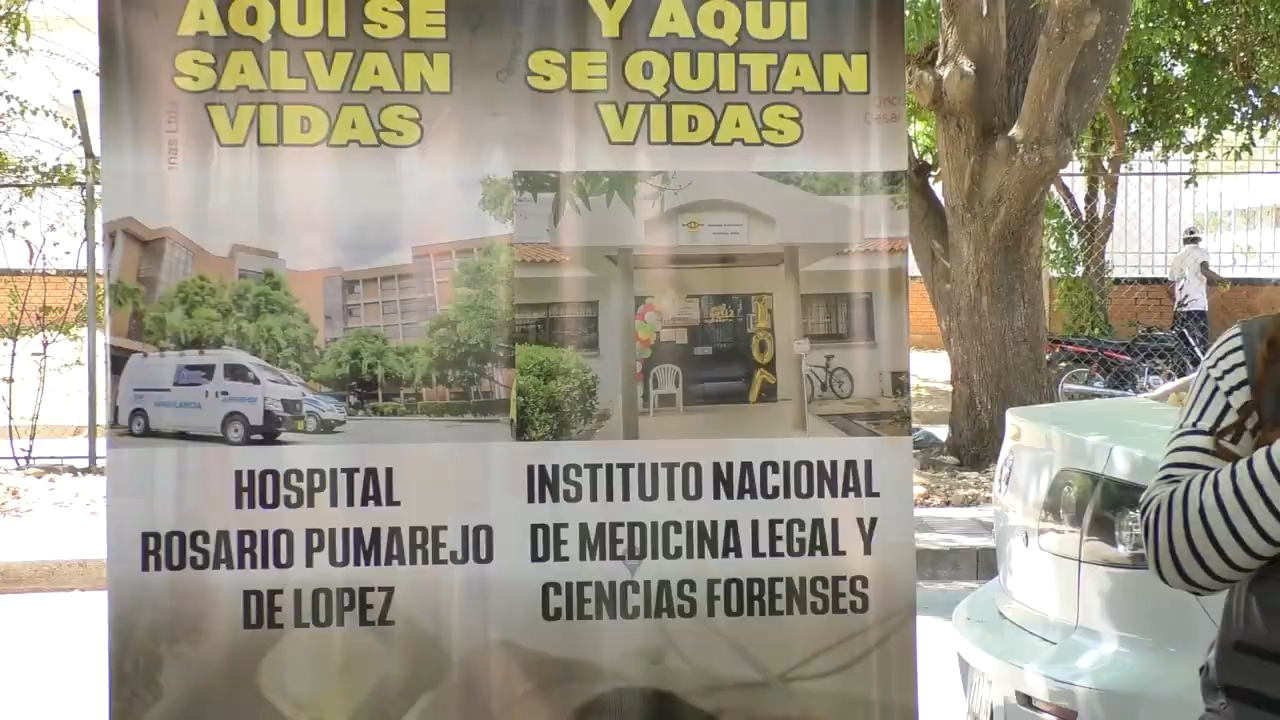 AQUI SE
SALVAN
VIDAS
Y AQUI
SE QUITAN
VIDAS
AMBULANCIA
HOSPITAL
ROSARIO PUMAREJO
DE LOPEZ
INSTITUTO NACIONAL
DE MEDICINA LEGAL Y
CIENCIAS FORENSES